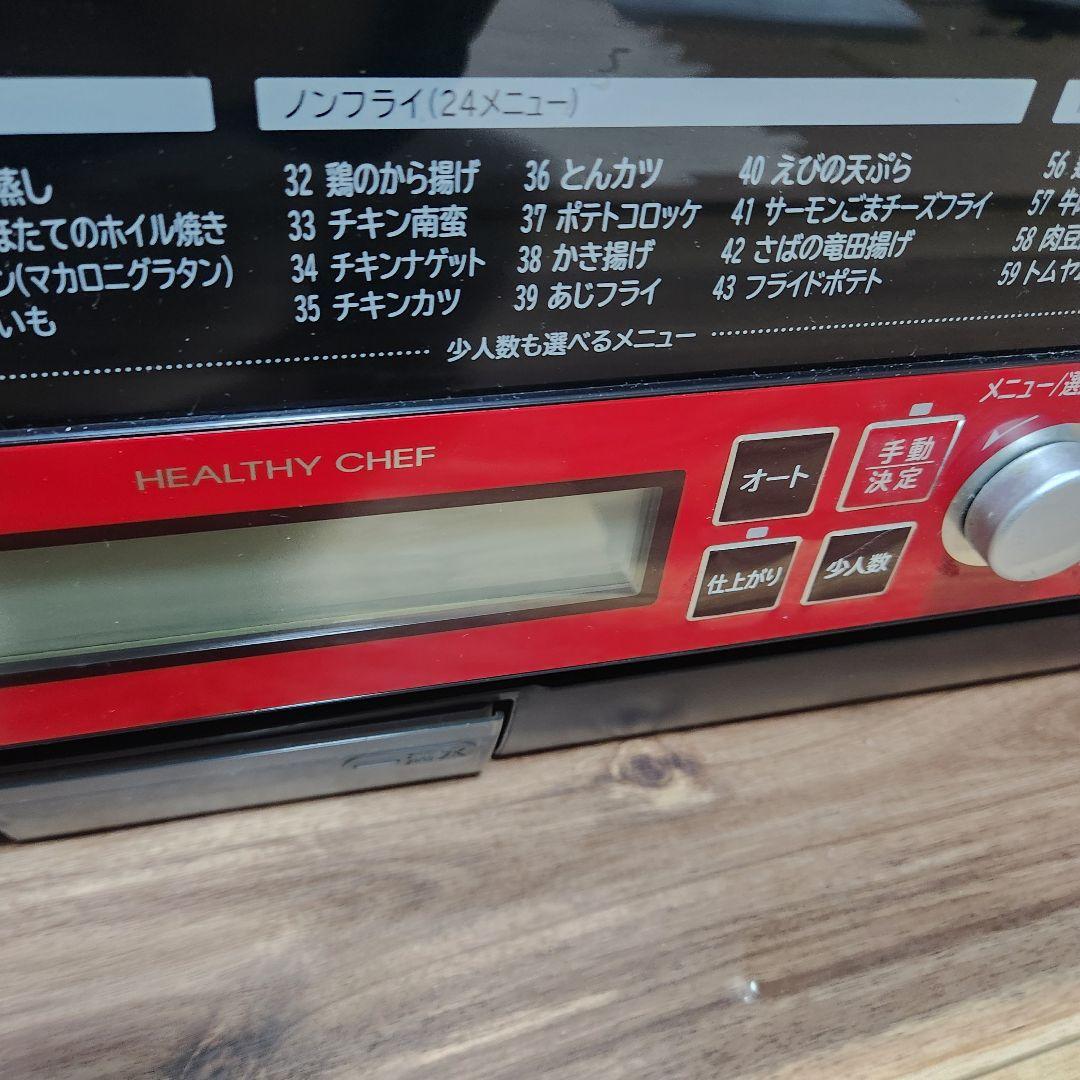 ノンフライ(24メニュー)
蒸し
ほたてのホイル焼き
ン(マカロニグラタン)
いも
32 鶏のから揚げ
33 チキン南蛮
34 チキンナゲット
35 チキンカツ
36 とんカツ
37 ポテトコロッケ
38 かき揚げ
39 あじフライ
40 えびの天ぷら
41 サーモンごまチーズフライ
42 さばの竜田揚げ
43 フライドポテト
56
57 牛
58 肉豆
59 トムヤ
少人数も選べるメニュー
メニュー/選
HEALTHY CHEF
オート
手動
決定
仕上がり
少人数